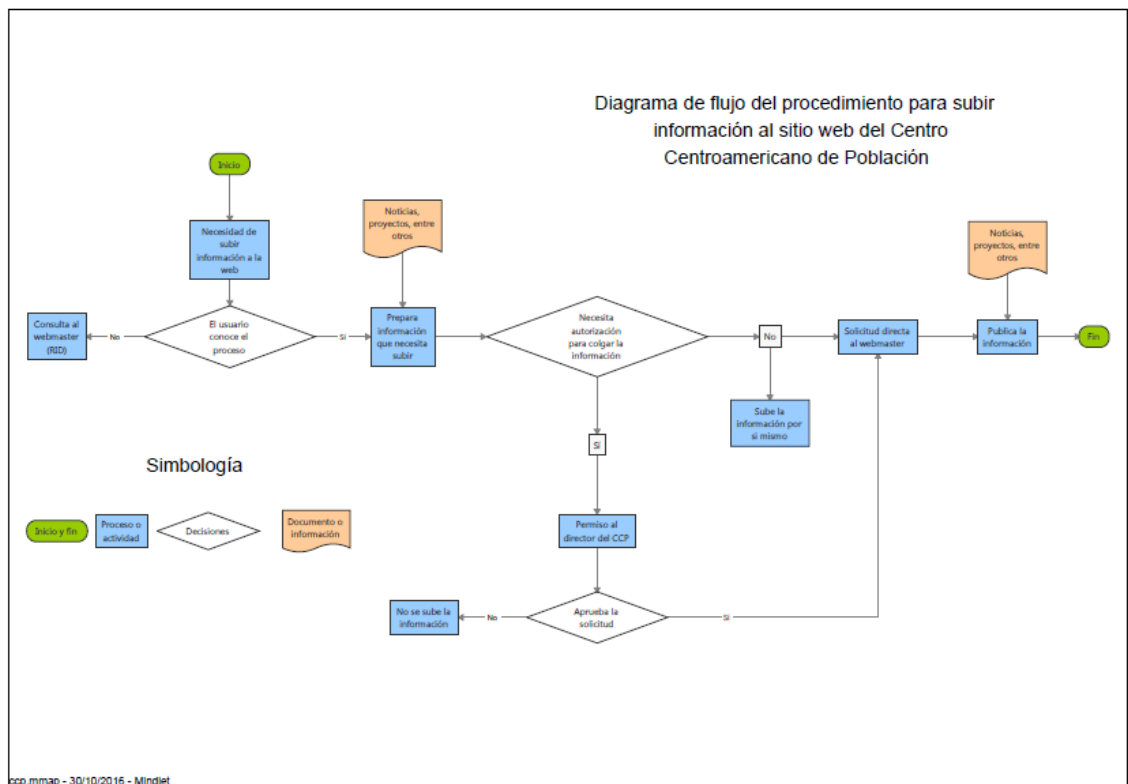 Diagrama de flujo del procedimiento para subir
información al sitio web del Centro
Centroamericano de Población
Inicio
Necesidad de
subir
información a la
web
El usuario
conoce el
proceso
No
Consulta al
webmaster
(RID)
Si
Noticias,
proyectos, entre
otros
Prepara
información
que necesita
subir
Necesita
autorización
para colgar la
información
No
Sube la
información por
si mismo
Solicitud directa
al webmaster
Noticias,
proyectos, entre
otros
Publica la
información
Fin
Si
Permiso al
director del CCP
Aprueba la
solicitud
No
No se sube la
información
Si
Simbología
Inicio y fin
Proceso o
actividad
Decisiones
Documento o
información
ccp.mmap - 30/10/2016 - Mindjet